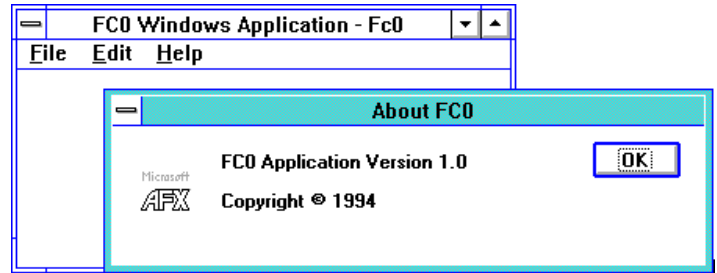 FC0 Windows Application - Fc0
File Edit Help
About FC0
FC0 Application Version 1.0
OK
Microsoft
AFX
Copyright © 1994